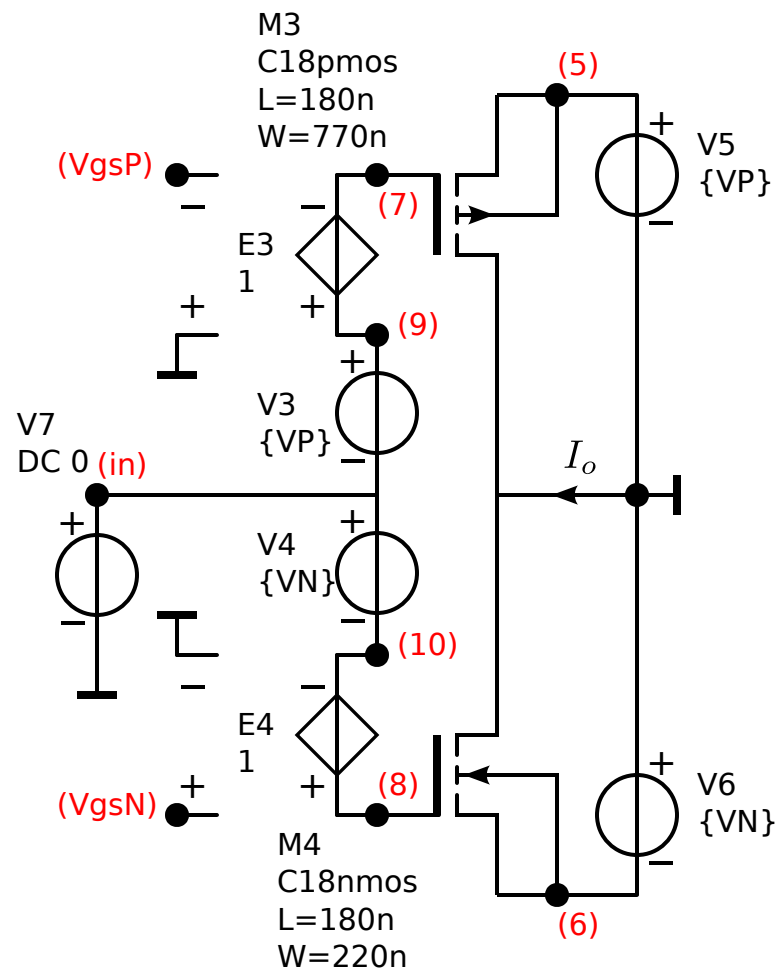 M3
C18pmos
L=180n
W=770n
(5)
(VgsP)
+
V5
{VP}
−
−
−
(7)
E3
1
+
+
(9)
+
V3
{VP}
−
V7
DC 0
(in)
I_o
+
−
+
V4
{VN}
−
(10)
−
−
E4
1
(VgsN)
+
+
(8)
+
V6
{VN}
−
M4
C18nmos
L=180n
W=220n
(6)